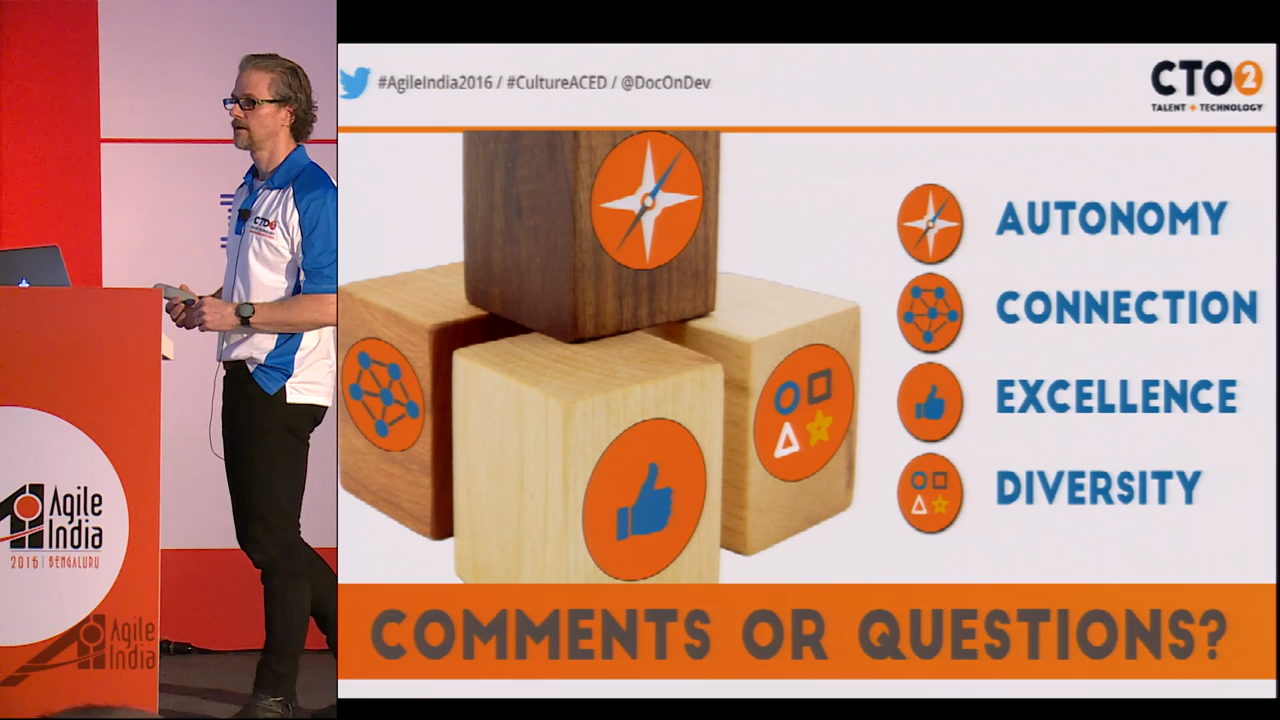 #AgileIndia2016 / #CultureACED / @DocOnDev
CTO2
TALENT + TECHNOLOGY
AUTONOMY
CONNECTION
EXCELLENCE
DIVERSITY
COMMENTS OR QUESTIONS?
CTO2
Agile
India
2016 | BENGALURU
Agile
India